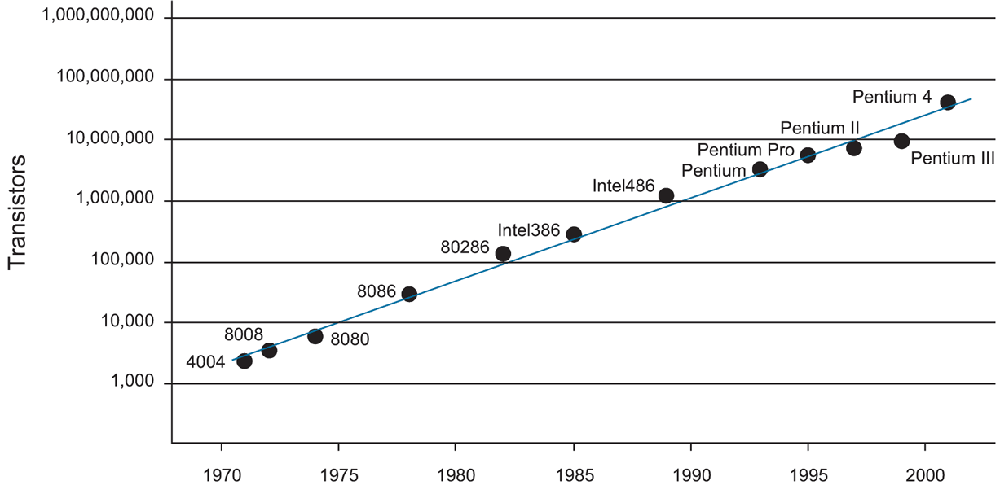 1,000,000,000
100,000,000
10,000,000
1,000,000
100,000
10,000
1,000
Transistors
4004
8008
8080
8086
80286
Intel386
Intel486
Pentium
Pentium Pro
Pentium II
Pentium III
Pentium 4
1970 1975 1980 1985 1990 1995 2000